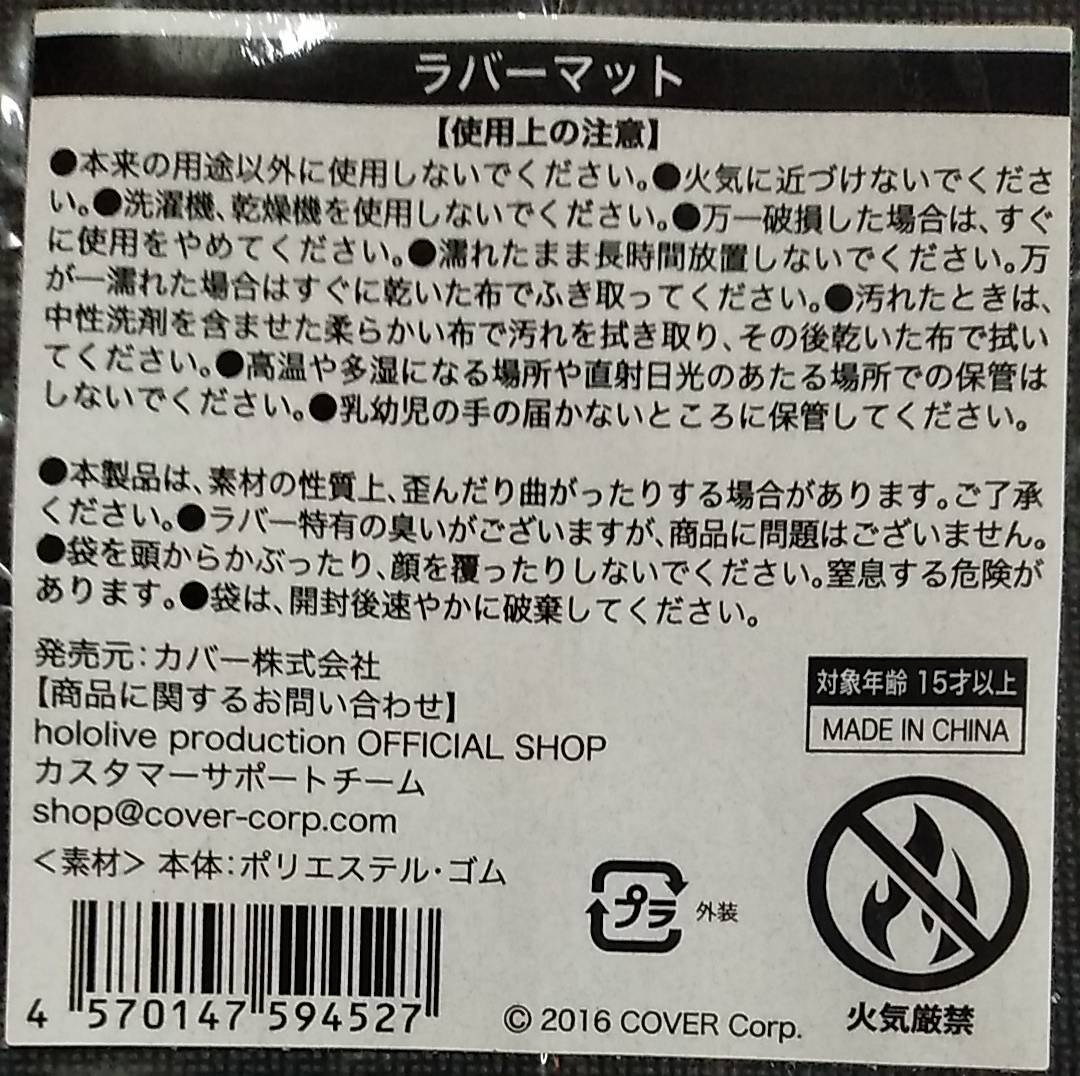 ラバーマット
【使用上の注意】
●本来の用途以外に使用しないでください。●火気に近づけないでくださ
い。●洗濯機、乾燥機を使用しないでください。●万一破損した場合は、すぐ
に使用をやめてください。●濡れたまま長時間放置しないでください。万
が一濡れた場合はすぐに乾いた布でふき取ってください。●汚れたときは、
中性洗剤を含ませた柔らかい布で汚れを拭き取り、その後乾いた布で拭い
てください。●高温や多湿になる場所や直射日光のあたる場所での保管は
しないでください。●乳幼児の手の届かないところに保管してください。
●本製品は、素材の性質上、歪んだり曲がったりする場合があります。ご了承
ください。●ラバー特有の臭いがございますが、商品に問題はございません。
●袋を頭からかぶったり、顔を覆ったりしないでください。窒息する危険が
あります。●袋は、開封後速やかに破棄してください。
発売元：カバー株式会社
【商品に関するお問い合わせ】
hololive production OFFICIAL SHOP
カスタマーサポートチーム
shop@cover-corp.com
＜素材＞本体：ポリエステル・ゴム
対象年齢 15才以上
MADE IN CHINA
プラ 外装
火気厳禁
4 570147 594527
© 2016 COVER Corp.